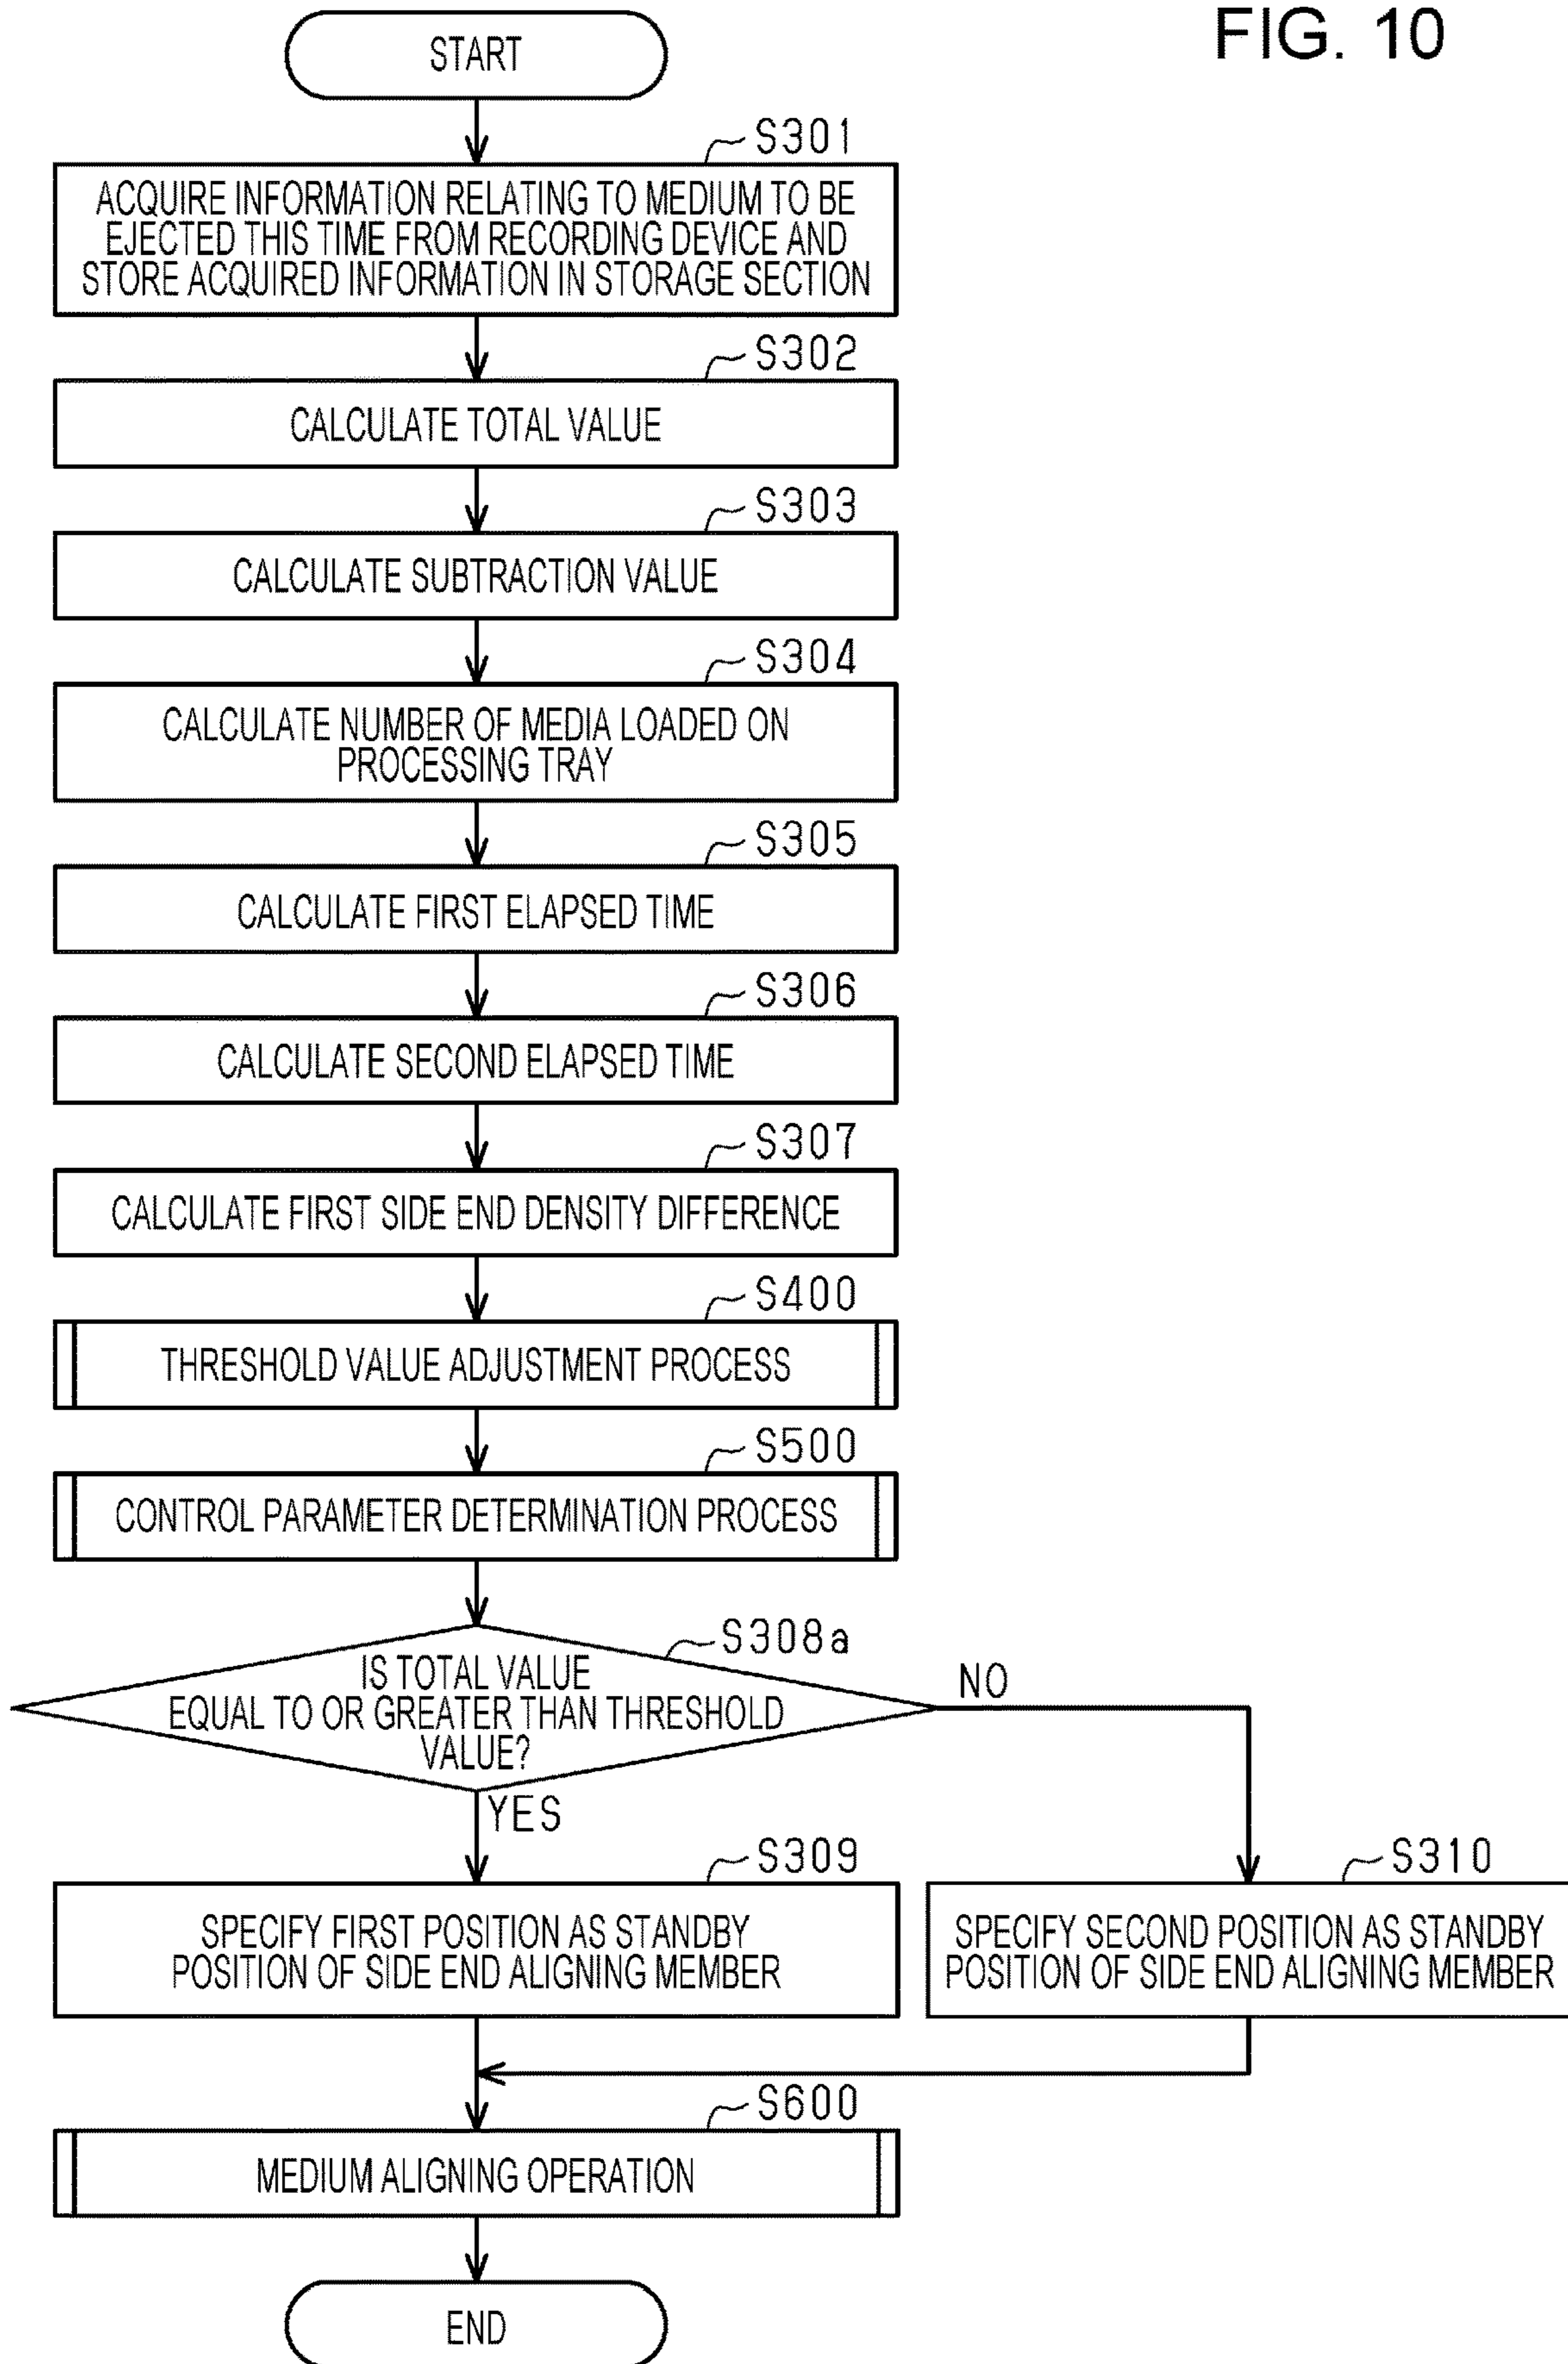 FIG. 10
START
S301
ACQUIRE INFORMATION RELATING TO MEDIUM TO BE
EJECTED THIS TIME FROM RECORDING DEVICE AND
STORE ACQUIRED INFORMATION IN STORAGE SECTION
S302
CALCULATE TOTAL VALUE
S303
CALCULATE SUBTRACTION VALUE
S304
CALCULATE NUMBER OF MEDIA LOADED ON
PROCESSING TRAY
S305
CALCULATE FIRST ELAPSED TIME
S306
CALCULATE SECOND ELAPSED TIME
S307
CALCULATE FIRST SIDE END DENSITY DIFFERENCE
S400
THRESHOLD VALUE ADJUSTMENT PROCESS
S500
CONTROL PARAMETER DETERMINATION PROCESS
S308a
IS TOTAL VALUE
EQUAL TO OR GREATER THAN THRESHOLD
VALUE?
NO
YES
S309
SPECIFY FIRST POSITION AS STANDBY
POSITION OF SIDE END ALIGNING MEMBER
S310
SPECIFY SECOND POSITION AS STANDBY
POSITION OF SIDE END ALIGNING MEMBER
S600
MEDIUM ALIGNING OPERATION
END